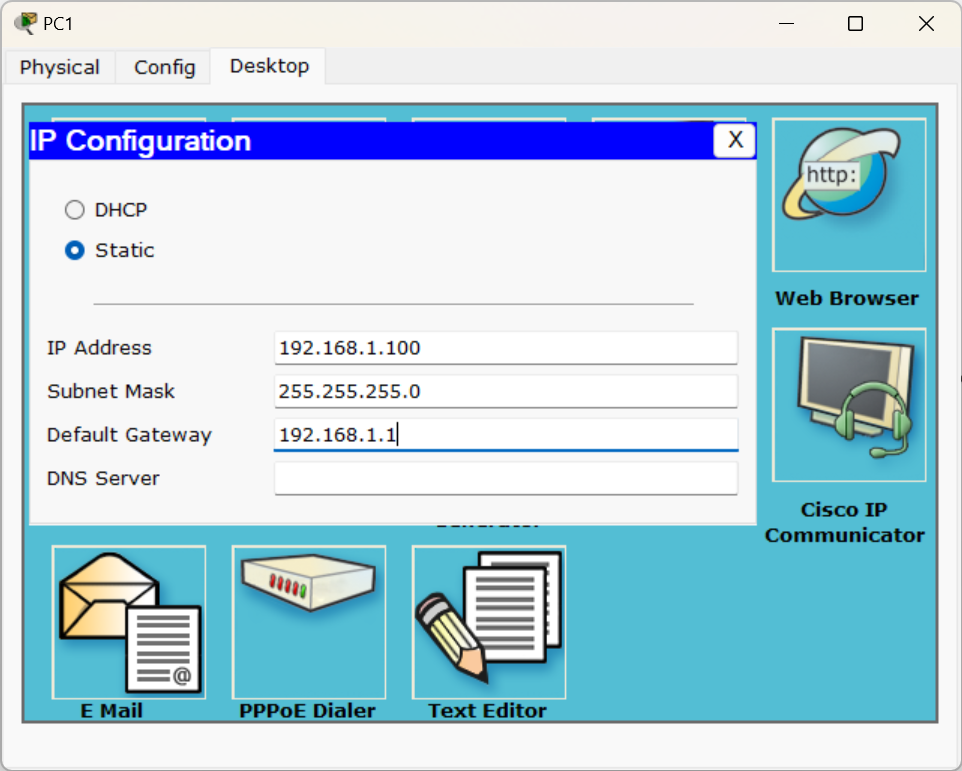 PC1
Physical
Config
Desktop
IP Configuration
X
DHCP
Static
IP Address
192.168.1.100
Subnet Mask
255.255.255.0
Default Gateway
192.168.1.1
DNS Server
http:
Web Browser
Cisco IP
Communicator
@
E Mail
PPPoE Dialer
Text Editor